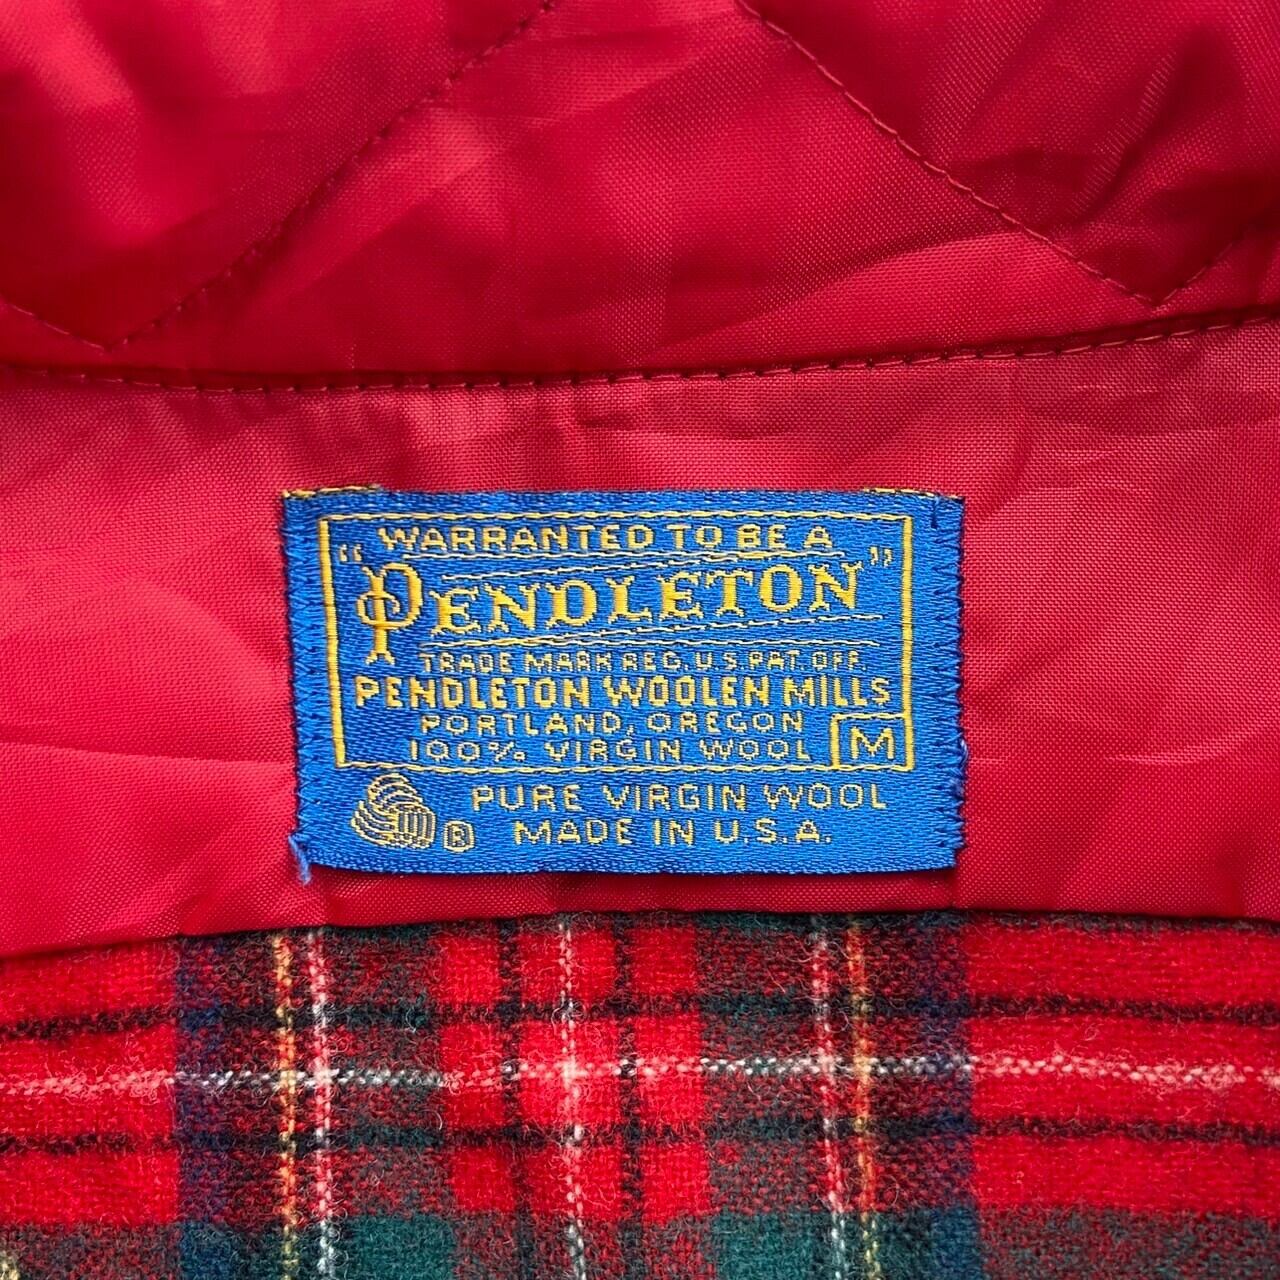 WARRANTED TO BE A
"PENDLETON"
TRADE MARK REG. U.S. PAT. OFF.
PENDLETON WOOLEN MILLS
PORTLAND, OREGON
100% VIRGIN WOOL M
® PURE VIRGIN WOOL
MADE IN U.S.A.